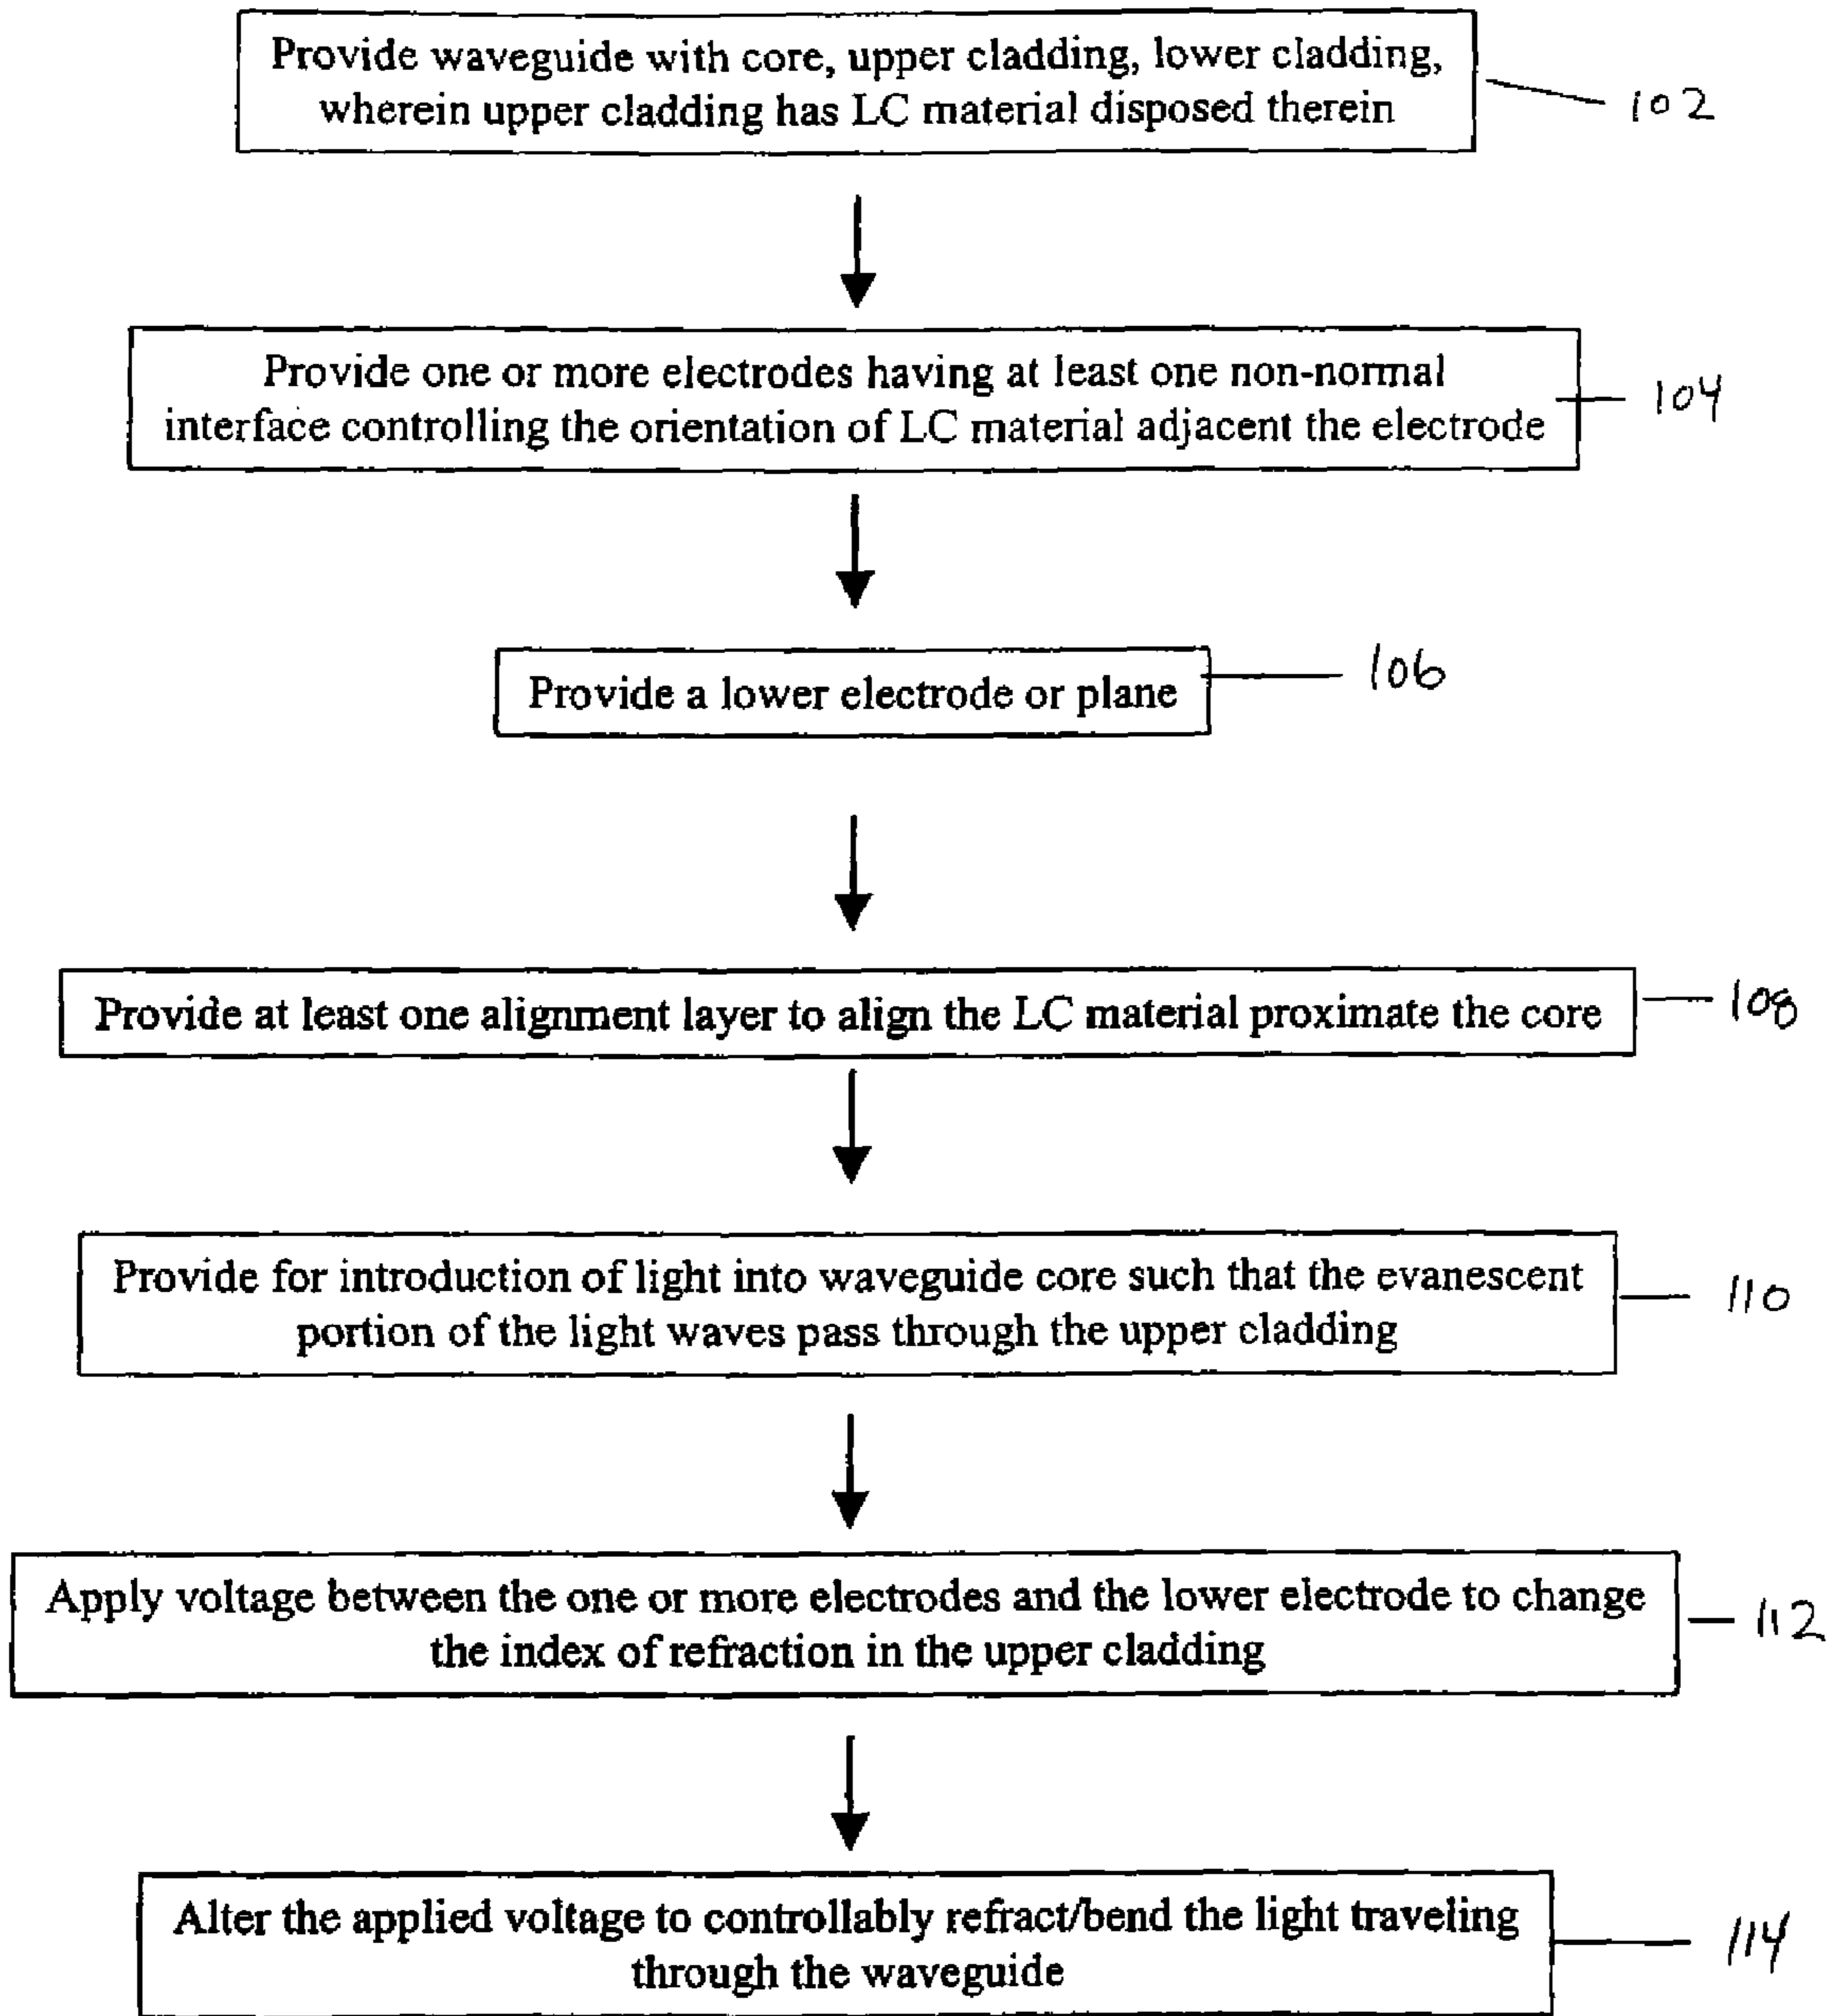 Provide waveguide with core, upper cladding, lower cladding,
wherein upper cladding has LC material disposed therein
102
Provide one or more electrodes having at least one non-normal
interface controlling the orientation of LC material adjacent the electrode
104
Provide a lower electrode or plane
106
Provide at least one alignment layer to align the LC material proximate the core
108
Provide for introduction of light into waveguide core such that the evanescent
portion of the light waves pass through the upper cladding
110
Apply voltage between the one or more electrodes and the lower electrode to change
the index of refraction in the upper cladding
112
Alter the applied voltage to controllably refract/bend the light traveling
through the waveguide
114